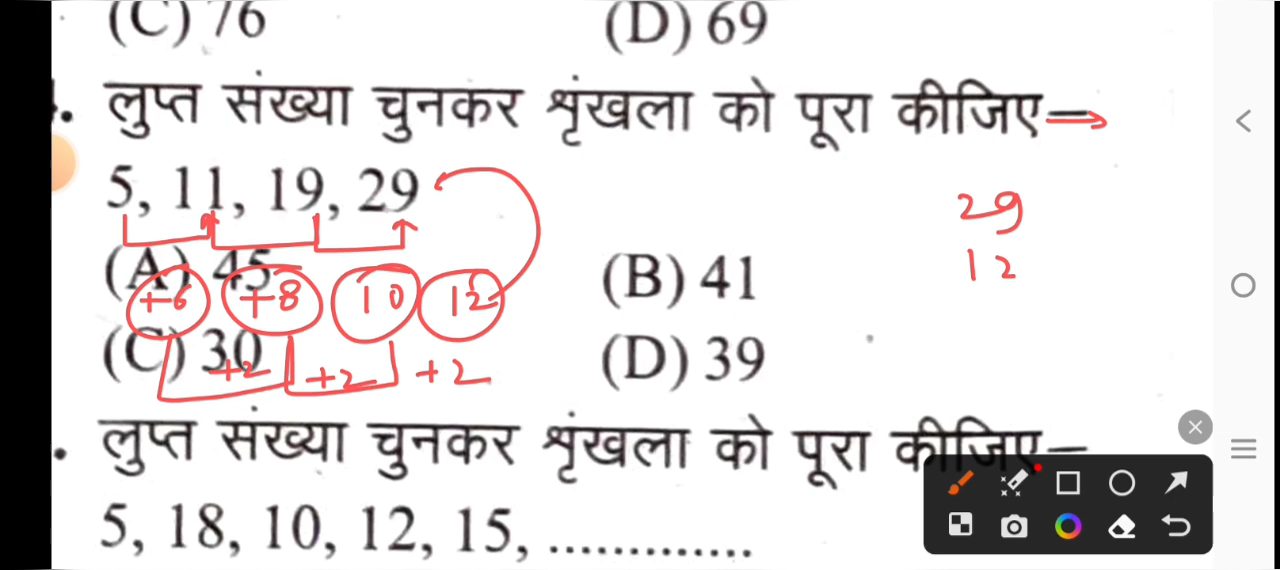 (C) 76 (D) 69
. लुप्त संख्या चुनकर शृंखला को पूरा कीजिए—
5, 11, 19, 29
29
(A) 45 (B) 41
12
+6 +8 10 12
(C) 30 (D) 39
+2 +2 +2
. लुप्त संख्या चुनकर शृंखला को पूरा कीजिए—
5, 18, 10, 12, 15, .............